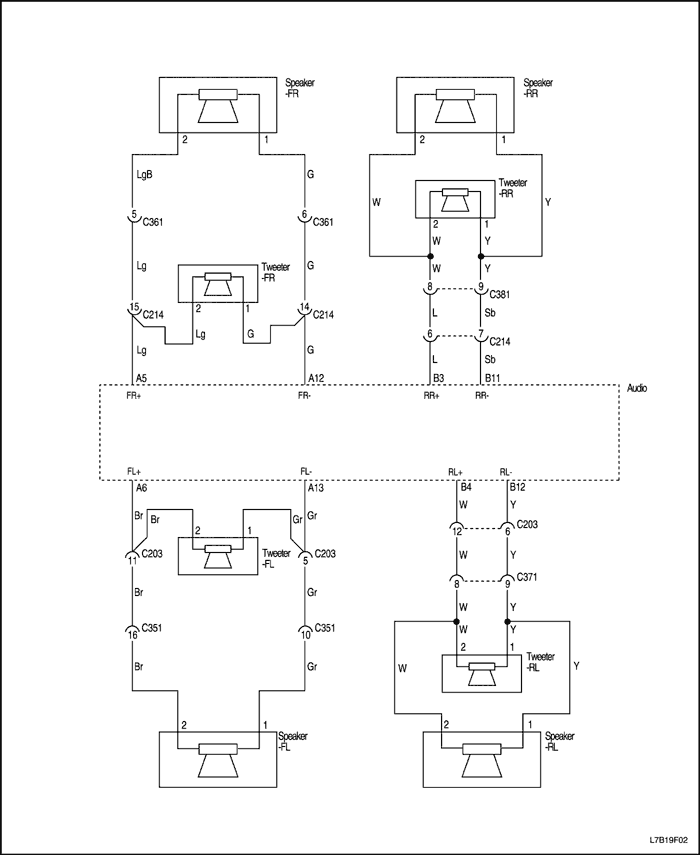 Speaker
-FR
Speaker
-RR
2 1
2 1
LgB G
Tweeter
-RR
W Y
2 1
5 C361 6 C361
W Y
Lg G
Tweeter
-FR
W Y
8 9 C381
2 1
15 C214 14 C214
L Sb
Lg G
6 7 C214
Lg G
L Sb
A5 A12 B3 B11
Audio
FR+ FR- RR+ RR-
FL+ FL- RL+ RL-
A6 A13 B4 B12
Br Br Gr Gr W Y
2 1
12 6 C203
Tweeter
-FL
11 C203 5 C203
W Y
8 9 C371
Br Gr
W Y
16 C351 10 C351
W Y
2 1
Tweeter
-RL
Br Gr
W Y
2 1
2 1
Speaker
-FL
Speaker
-RL
L7B19F02